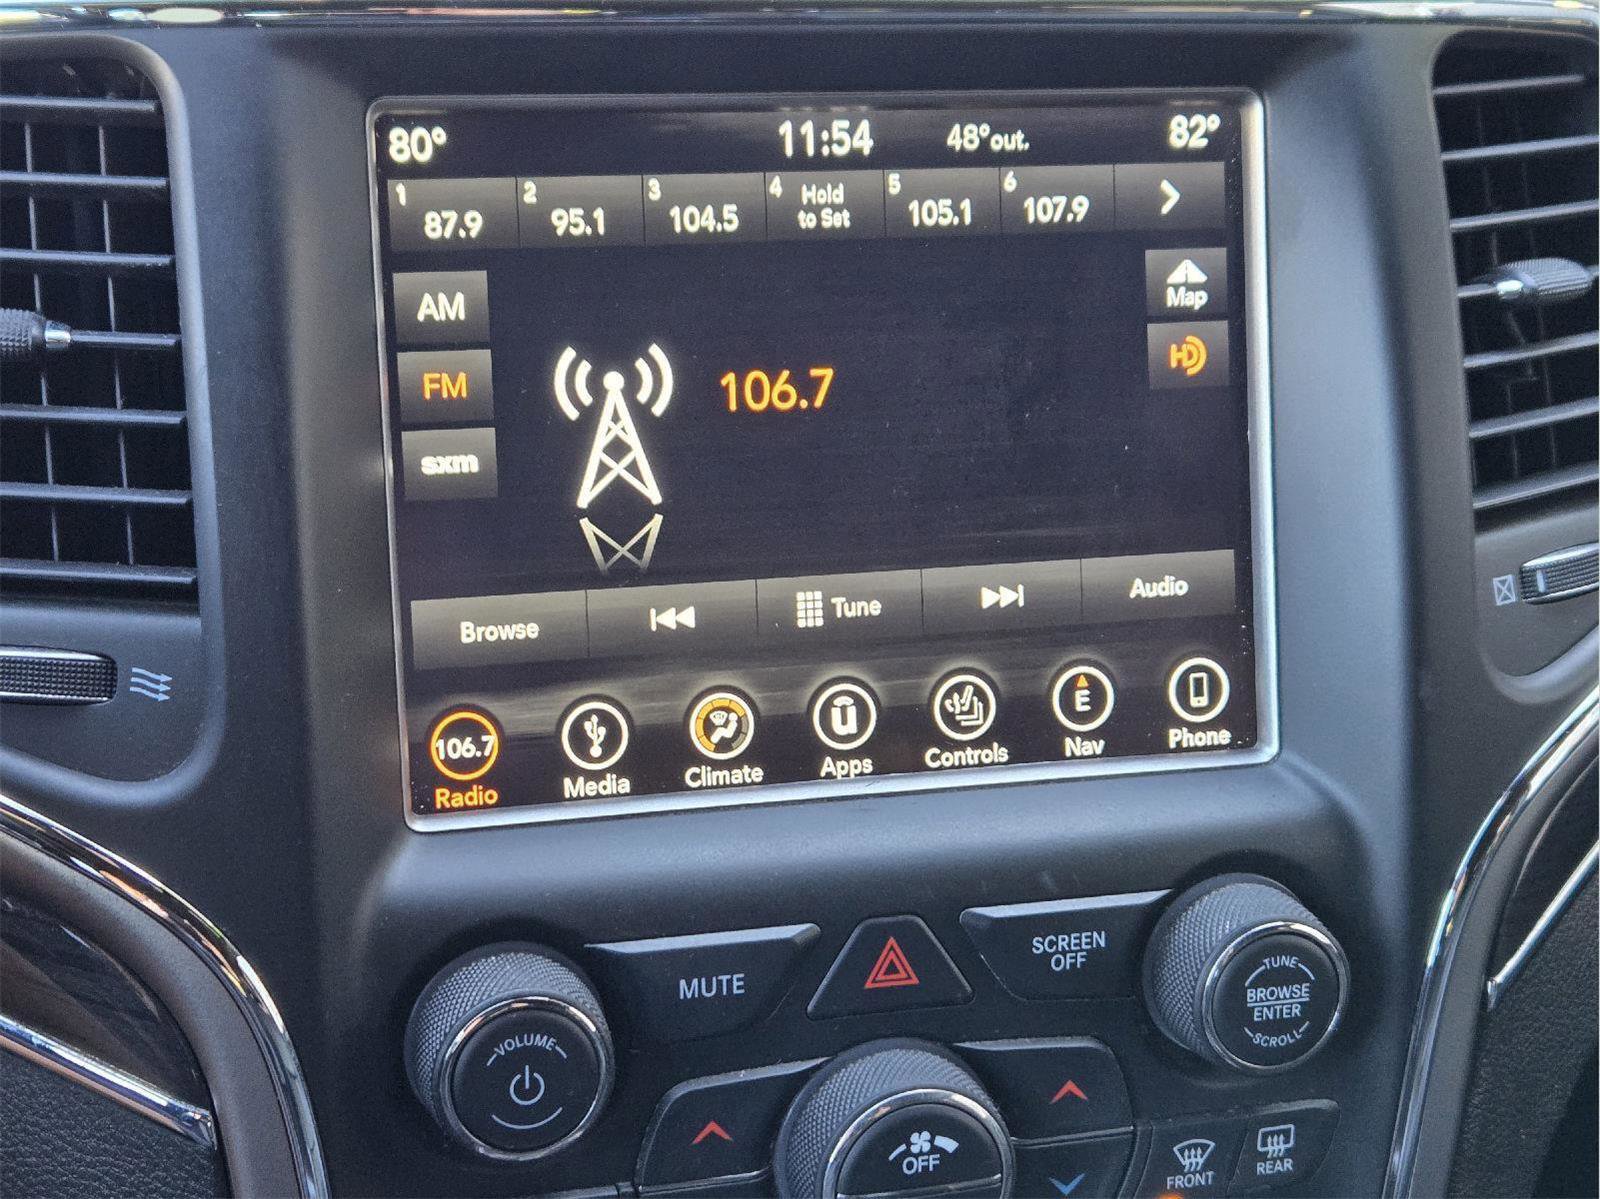 80° 11:54 48°out. 82°
1 87.9 2 95.1 3 104.5 4 Hold to Set 5 105.1 6 107.9
AM
Map
FM
HD
106.7
sxm
Browse Tune Audio
106.7 E
Radio Media Climate Apps Controls Nav Phone
MUTE
SCREEN
OFF
TUNE
BROWSE
ENTER
SCROLL
VOLUME
OFF
FRONT
REAR